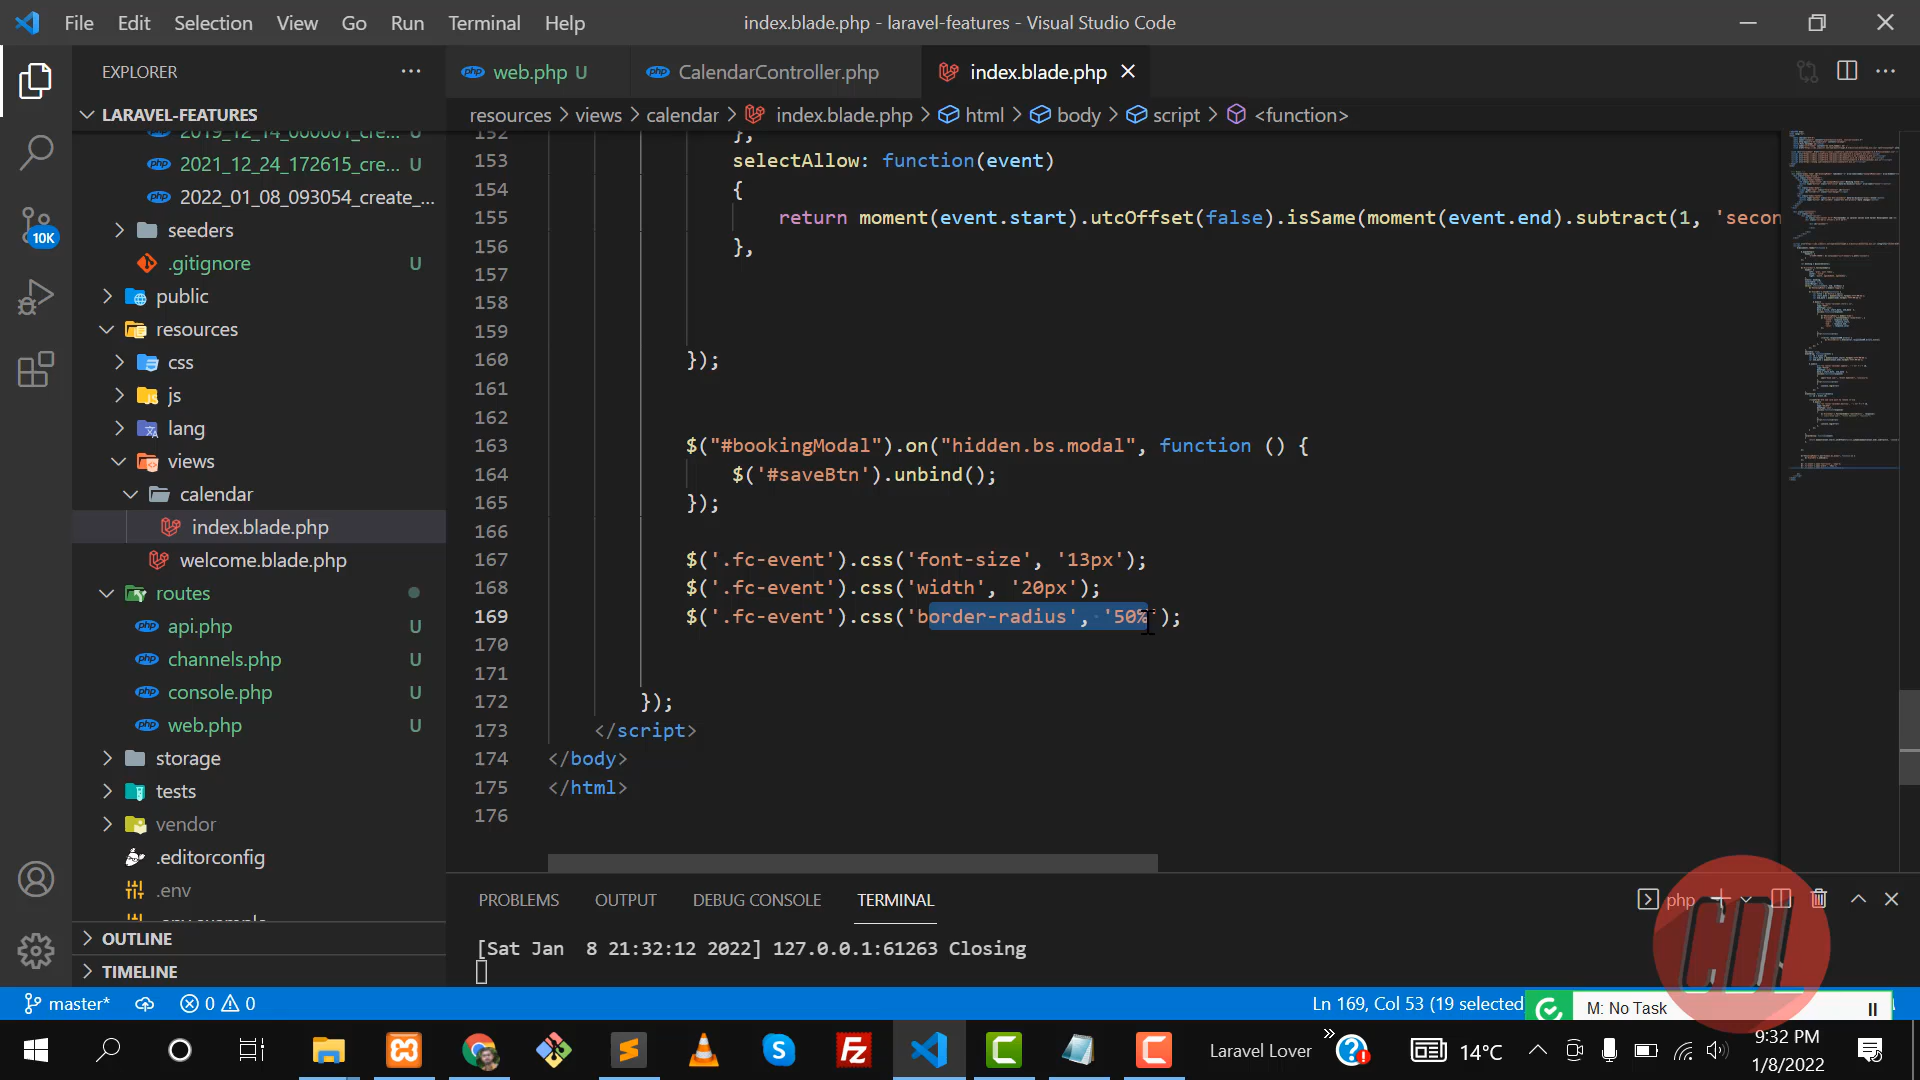 File Edit Selection View Go Run Terminal Help
index.blade.php - laravel-features - Visual Studio Code
EXPLORER
web.php U
CalendarController.php
index.blade.php
LARAVEL-FEATURES
resources > views > calendar > index.blade.php > html > body > script > <function>
2019_12_14_000001_cre... U
2021_12_24_172615_cre... U
2022_01_08_093054_create_...
seeders
.gitignore U
public
resources
css
js
lang
views
calendar
index.blade.php
welcome.blade.php
routes
api.php U
channels.php U
console.php U
web.php U
storage
tests
vendor
.editorconfig
.env
.env.example
OUTLINE
TIMELINE
10K
152 },
153 selectAllow: function(event)
154 {
155 return moment(event.start).utcOffset(false).isSame(moment(event.end).subtract(1, 'secon
156 },
157
158
159
160 });
161
162
163 $("#bookingModal").on("hidden.bs.modal", function () {
164 $('#saveBtn').unbind();
165 });
166
167 $('.fc-event').css('font-size', '13px');
168 $('.fc-event').css('width', '20px');
169 $('.fc-event').css('border-radius', '50%');
170
171
172 });
173 </script>
174 </body>
175 </html>
176
PROBLEMS OUTPUT DEBUG CONSOLE TERMINAL
php
[Sat Jan  8 21:32:12 2022] 127.0.0.1:61263 Closing
CDL
master* 0 0
Ln 169, Col 53 (19 selected
M: No Task
Laravel Lover
14°C
9:32 PM
1/8/2022